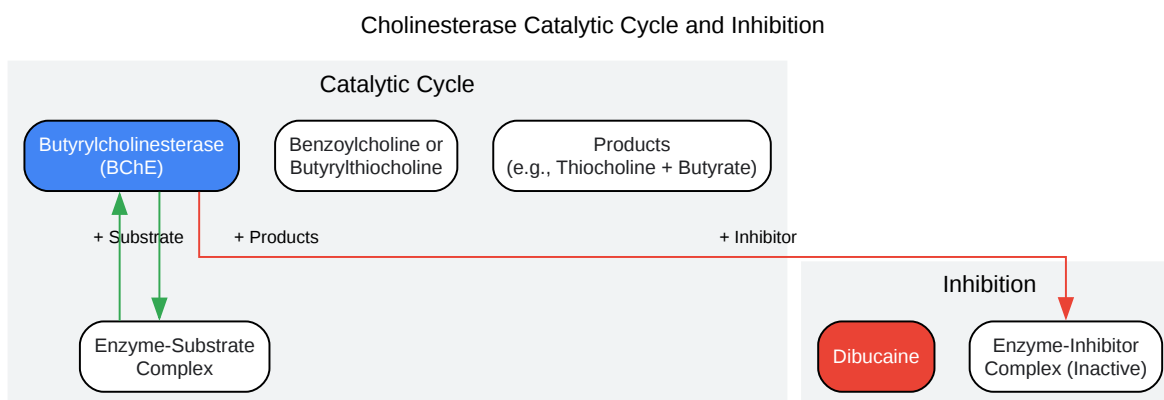 Cholinesterase Catalytic Cycle and Inhibition
Catalytic Cycle
Butyrylcholinesterase
(BChE)
Benzoylcholine or
Butyrylthiocholine
Products
(e.g., Thiocholine + Butyrate)
+ Substrate
+ Products
+ Inhibitor
Inhibition
Enzyme-Substrate
Complex
Dibucaine
Enzyme-Inhibitor
Complex (Inactive)